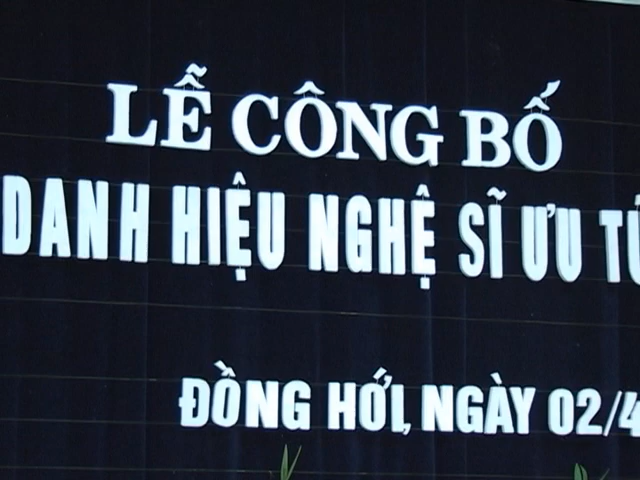 LỄ CÔNG BỐ
DANH HIỆU NGHỆ SĨ ƯU TÚ
ĐỒNG HỚI, NGÀY 02/4